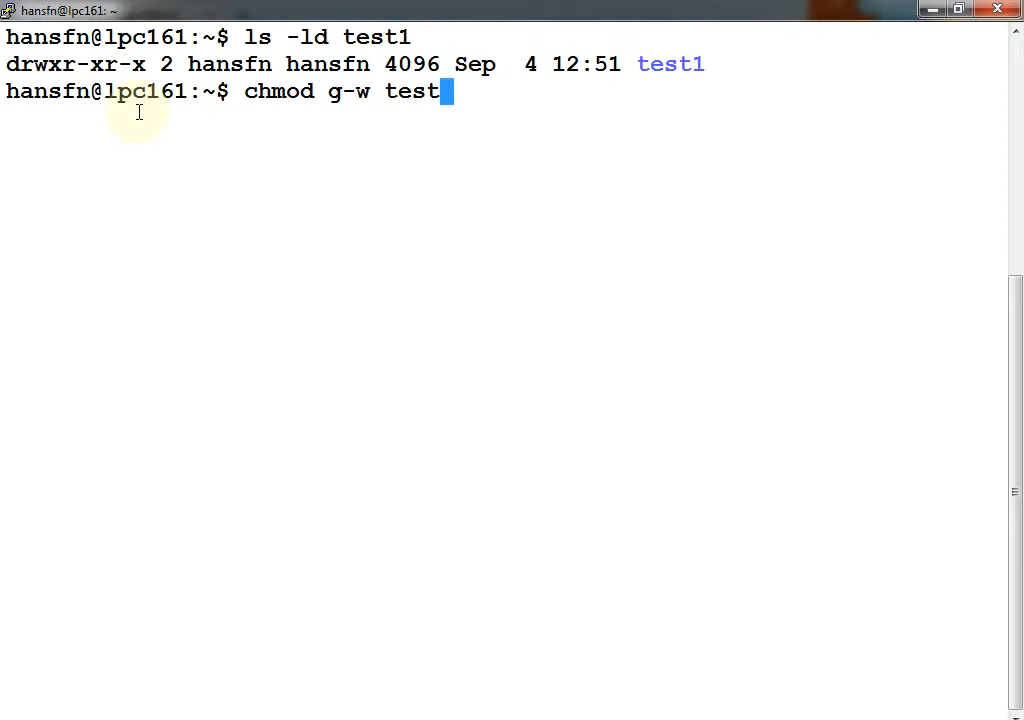 hansfn@lpc161: ~
hansfn@lpc161:~$ ls -ld test1
drwxr-xr-x 2 hansfn hansfn 4096 Sep  4 12:51 test1
hansfn@lpc161:~$ chmod g-w test